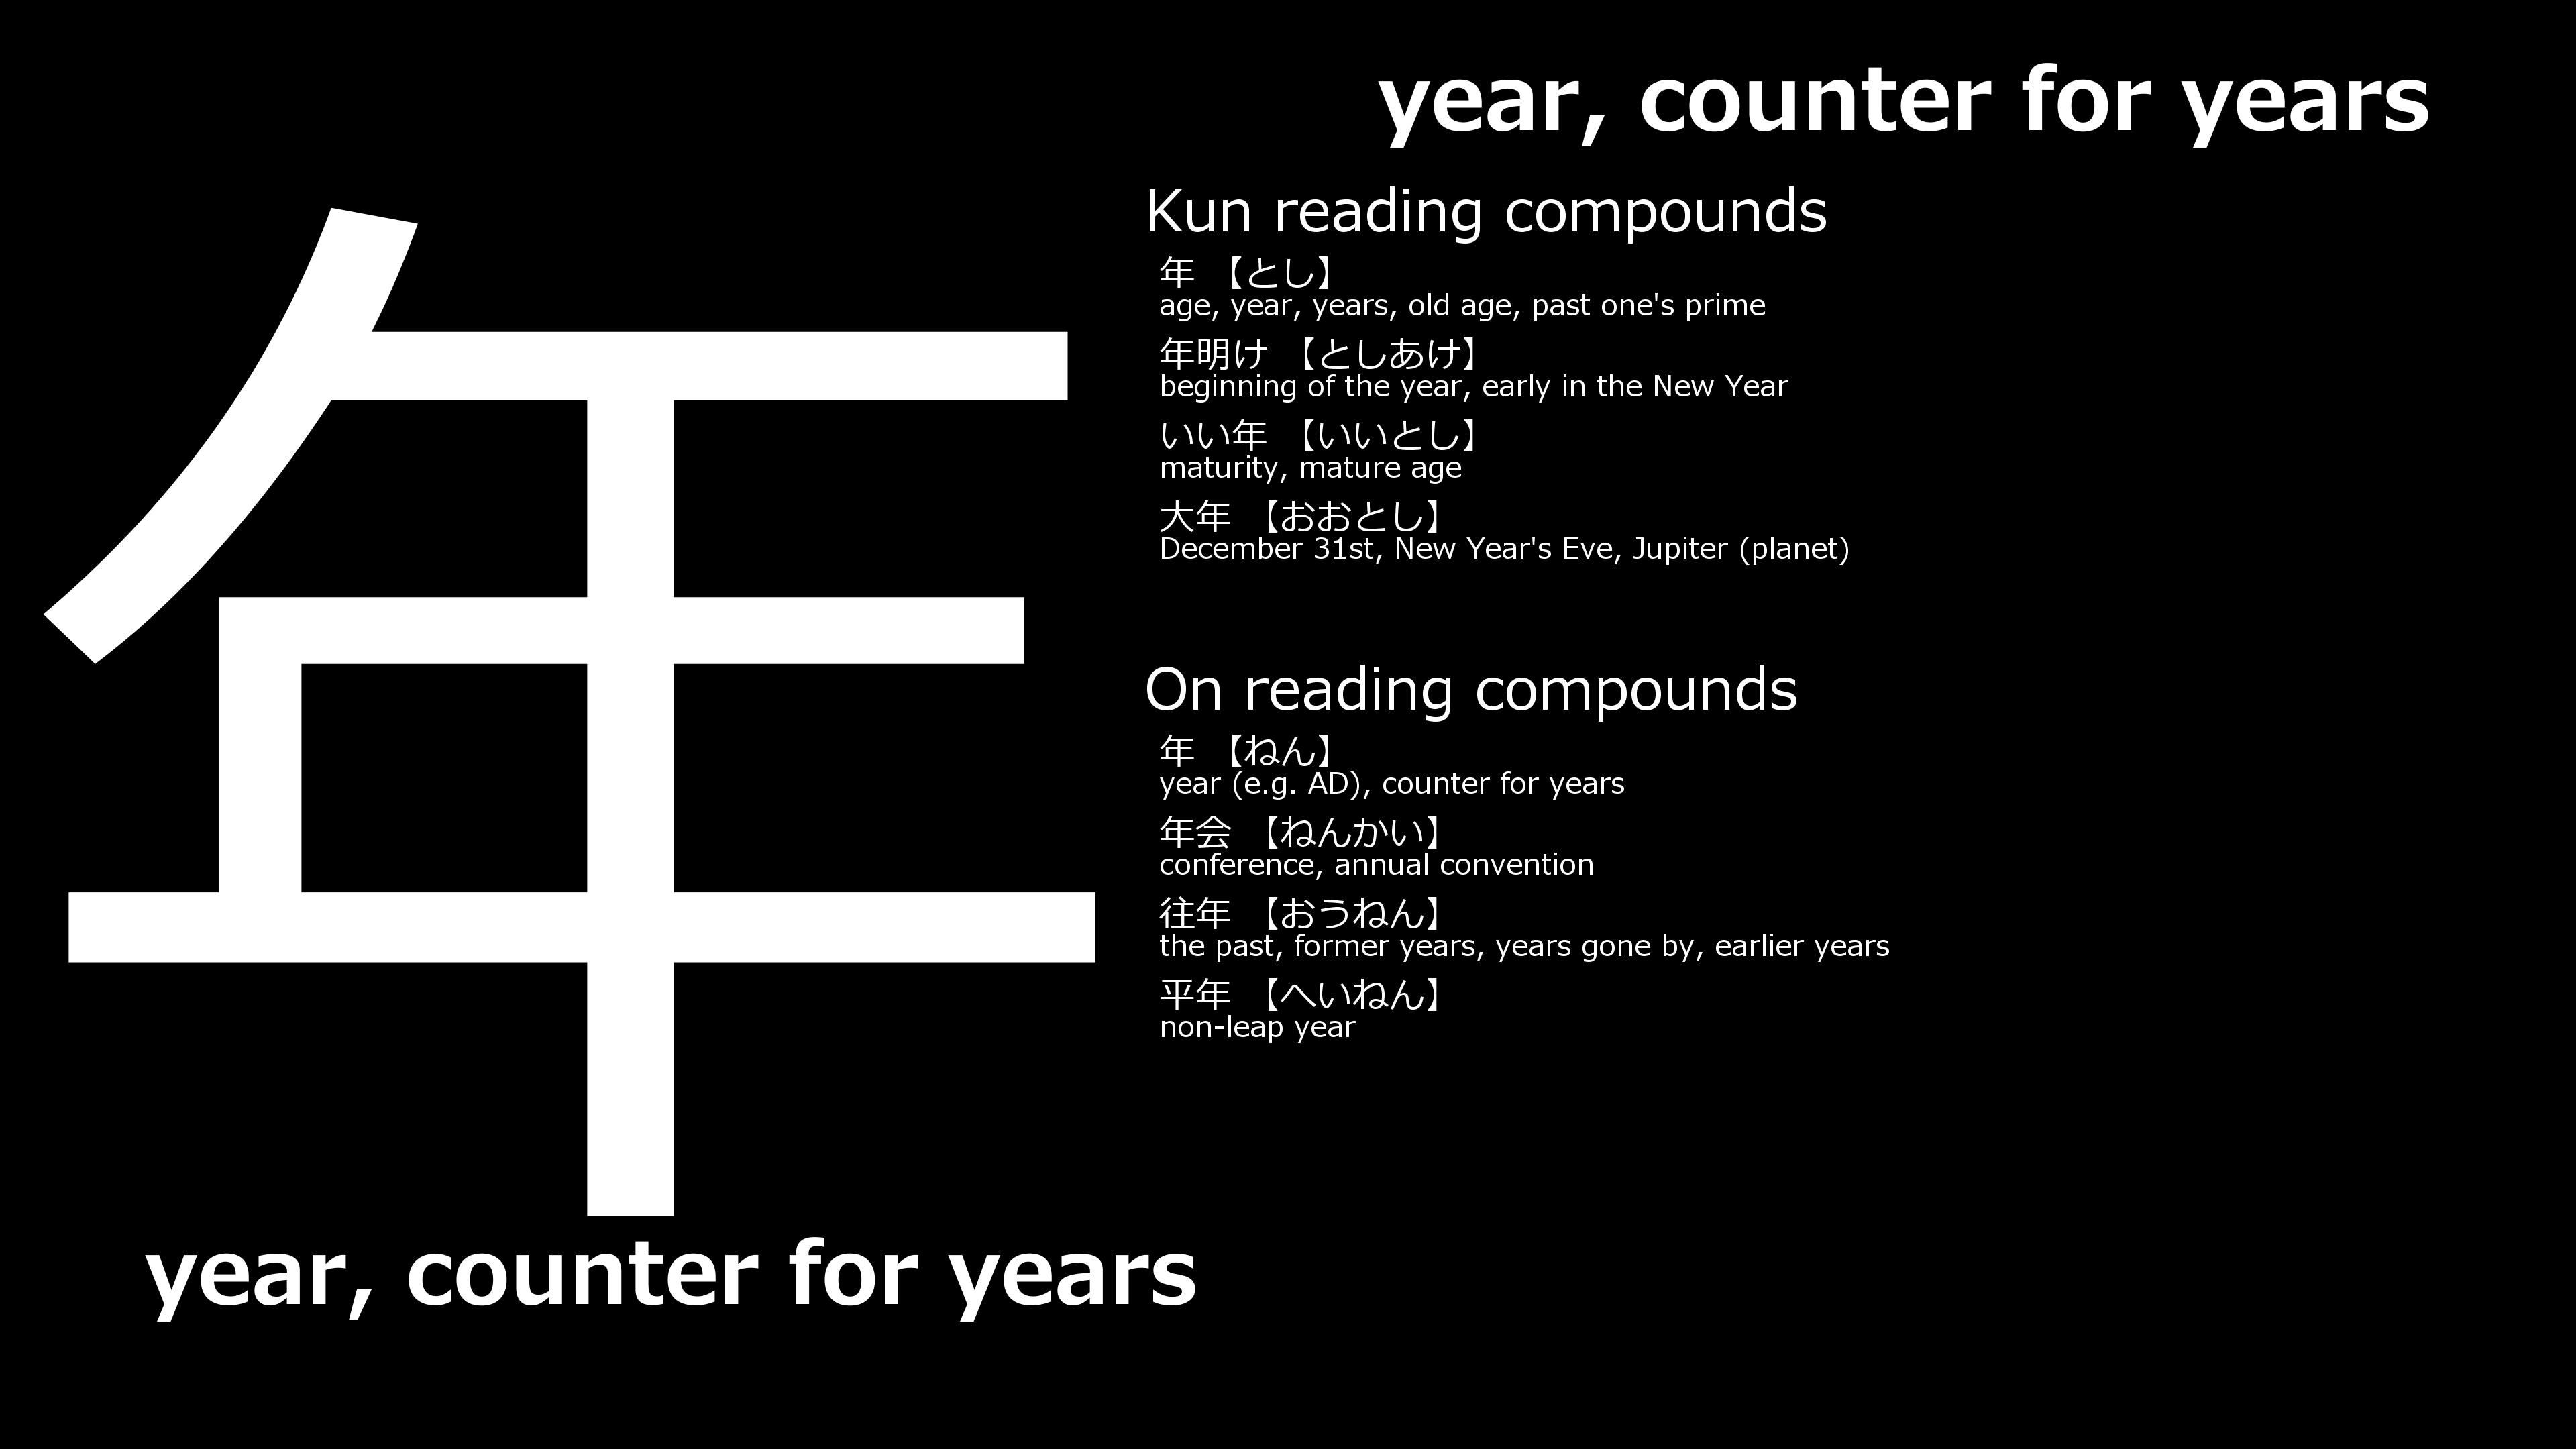 年
year, counter for years
year, counter for years
Kun reading compounds
年 【とし】
age, year, years, old age, past one's prime
年明け 【としあけ】
beginning of the year, early in the New Year
いい年 【いいとし】
maturity, mature age
大年 【おおとし】
December 31st, New Year's Eve, Jupiter (planet)
On reading compounds
年 【ねん】
year (e.g. AD), counter for years
年会 【ねんかい】
conference, annual convention
往年 【おうねん】
the past, former years, years gone by, earlier years
平年 【へいねん】
non-leap year